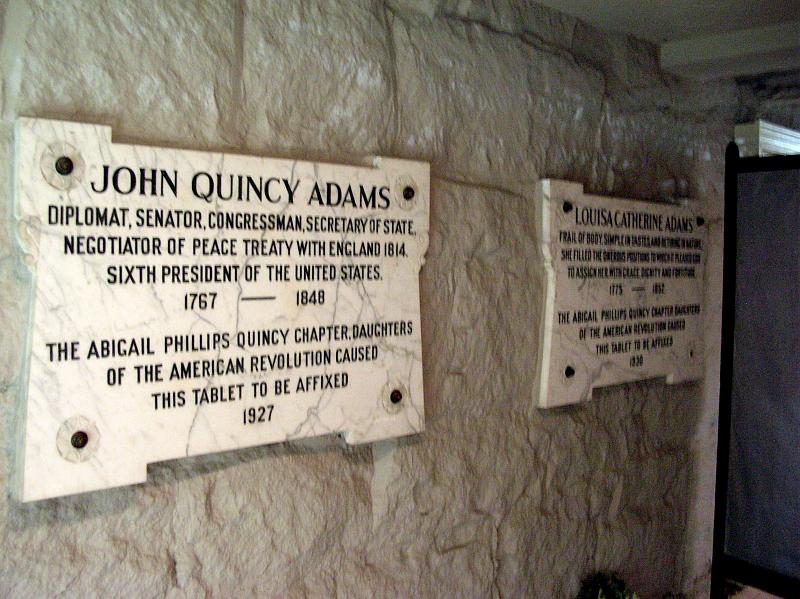 JOHN QUINCY ADAMS
DIPLOMAT, SENATOR, CONGRESSMAN, SECRETARY OF STATE,
NEGOTIATOR OF PEACE TREATY WITH ENGLAND 1814.
SIXTH PRESIDENT OF THE UNITED STATES.
1767 — 1848
THE ABIGAIL PHILLIPS QUINCY CHAPTER, DAUGHTERS
OF THE AMERICAN REVOLUTION CAUSED
THIS TABLET TO BE AFFIXED
1927
LOUISA CATHERINE ADAMS
FRAIL OF BODY, SIMPLE IN TASTES AND RETIRING IN NATURE,
SHE FILLED THE ONEROUS POSITIONS TO WHICH IT PLEASED GOD
TO ASSIGN HER, WITH GRACE, DIGNITY AND FORTITUDE.
1775 — 1852
THE ABIGAIL PHILLIPS QUINCY CHAPTER DAUGHTERS
OF THE AMERICAN REVOLUTION CAUSED
THIS TABLET TO BE AFFIXED
1930